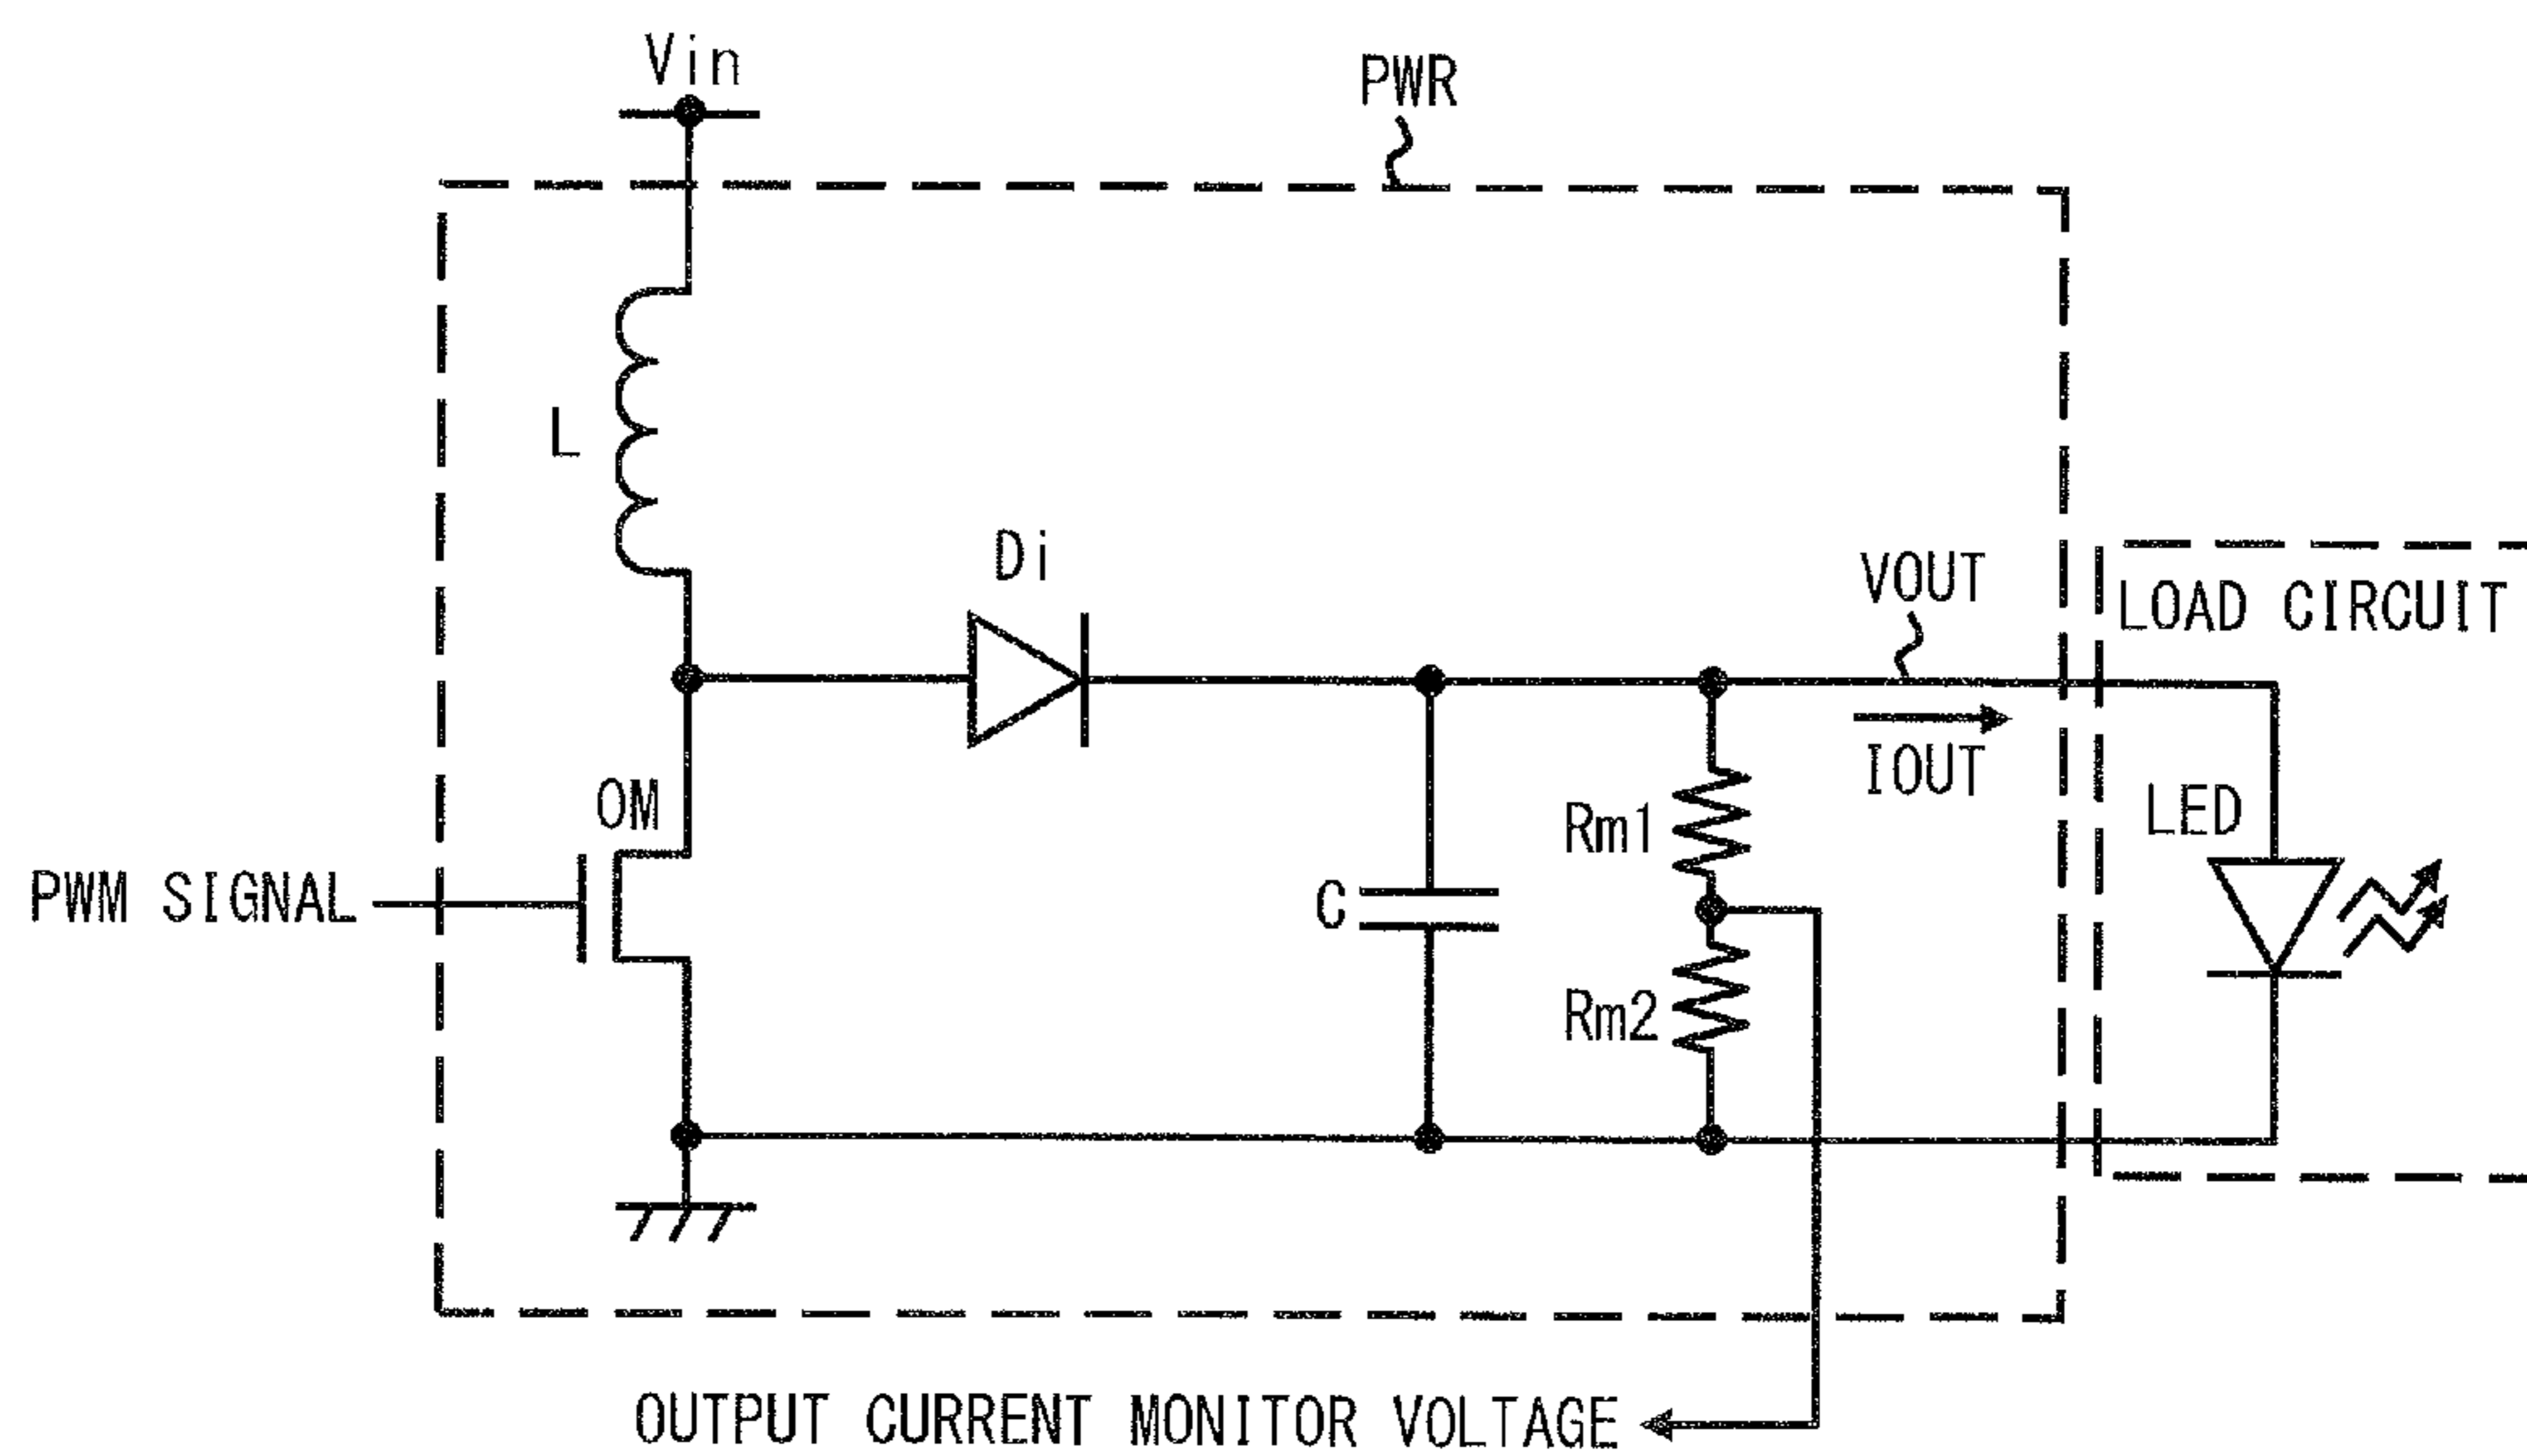 Vin
PWR
L
Di
VOUT
LOAD CIRCUIT
IOUT
OM
LED
Rm1
PWM SIGNAL
C
Rm2
OUTPUT CURRENT MONITOR VOLTAGE